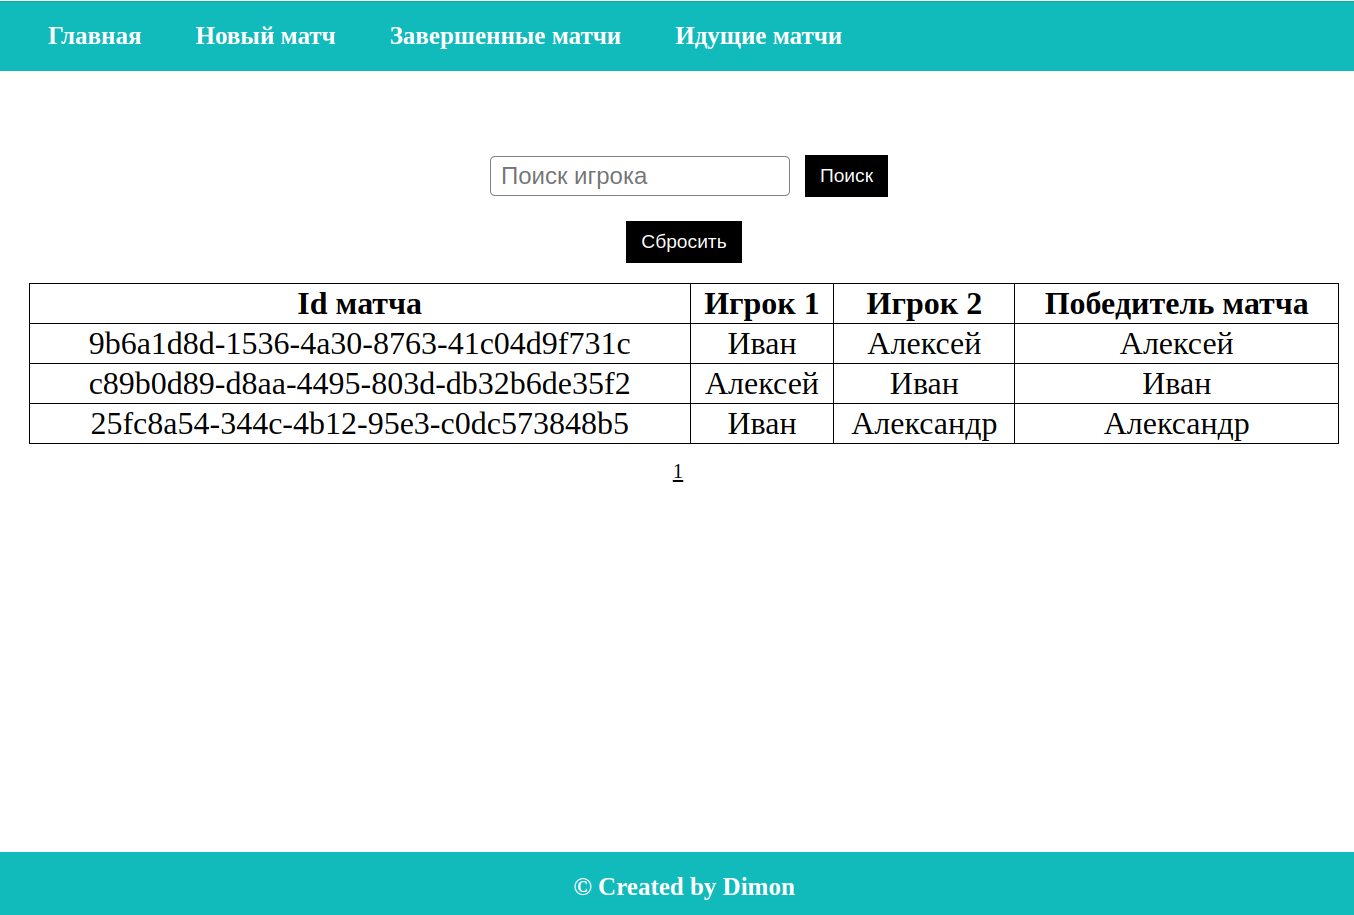 Главная Новый матч Завершенные матчи Идущие матчи
Поиск игрока Поиск
Сбросить
Id матча Игрок 1 Игрок 2 Победитель матча
9b6a1d8d-1536-4a30-8763-41c04d9f731c Иван Алексей Алексей
c89b0d89-d8aa-4495-803d-db32b6de35f2 Алексей Иван Иван
25fc8a54-344c-4b12-95e3-c0dc573848b5 Иван Александр Александр
1
© Created by Dimon